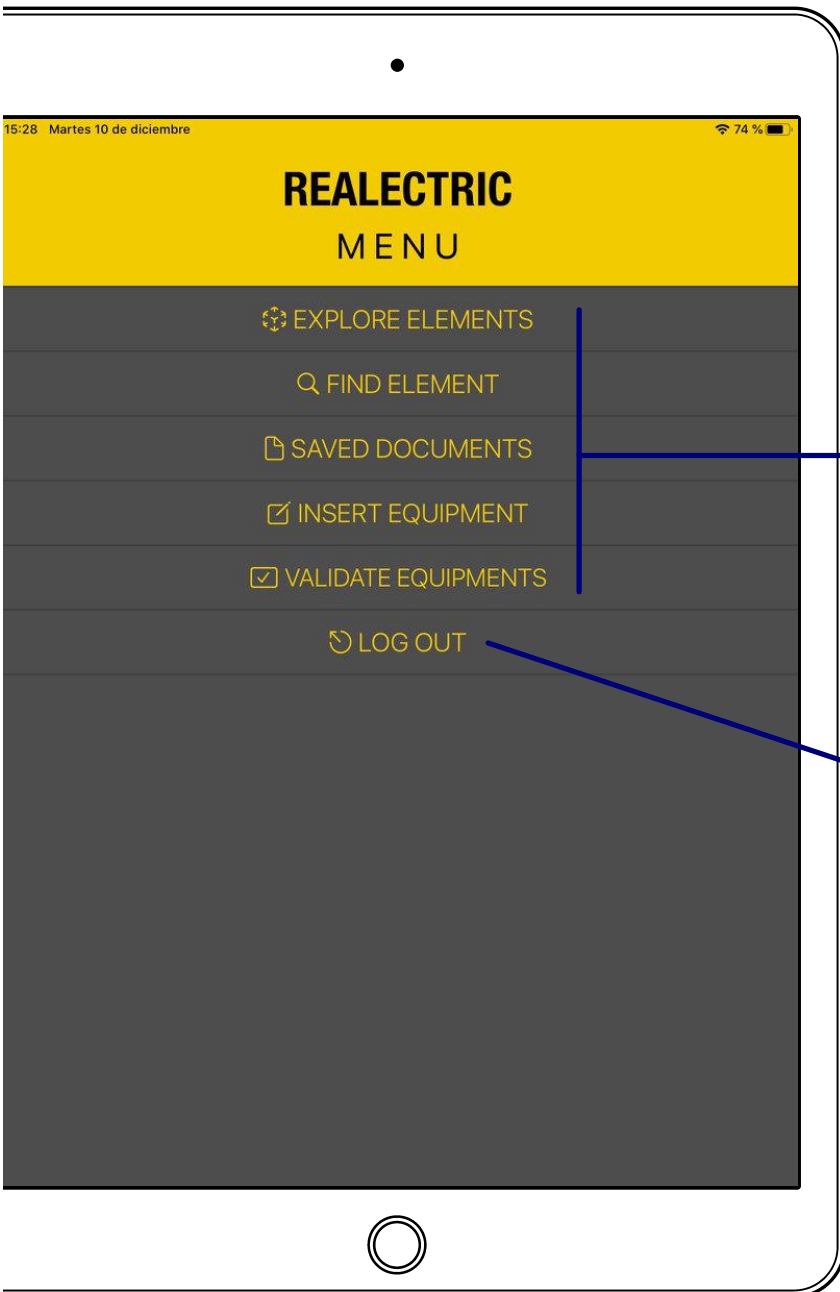 15:28 Martes 10 de diciembre 74 %
REALECTRIC
MENU
EXPLORE ELEMENTS
FIND ELEMENT
SAVED DOCUMENTS
INSERT EQUIPMENT
VALIDATE EQUIPMENTS
LOG OUT